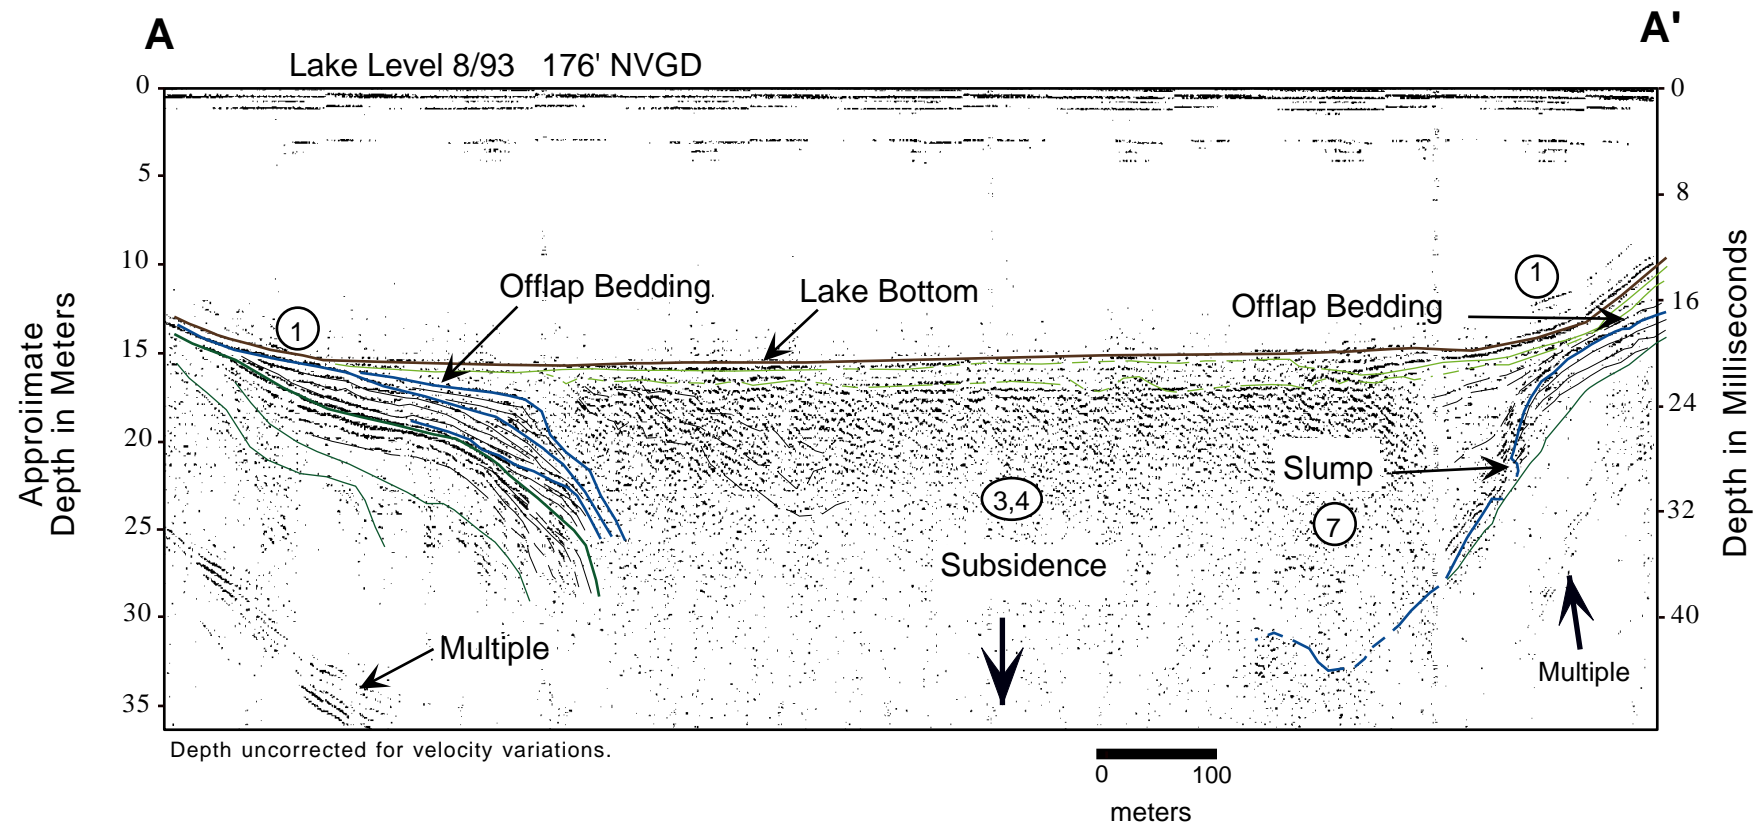 A
A'
Lake Level 8/93 176' NVGD
0
5
10
15
20
25
30
35
Approiimate
Depth in Meters
0
8
16
24
32
40
Depth in Milliseconds
1
Offlap Bedding
Lake Bottom
Offlap Bedding
1
Slump
3,4
7
Subsidence
Multiple
Multiple
Depth uncorrected for velocity variations.
0 100
meters